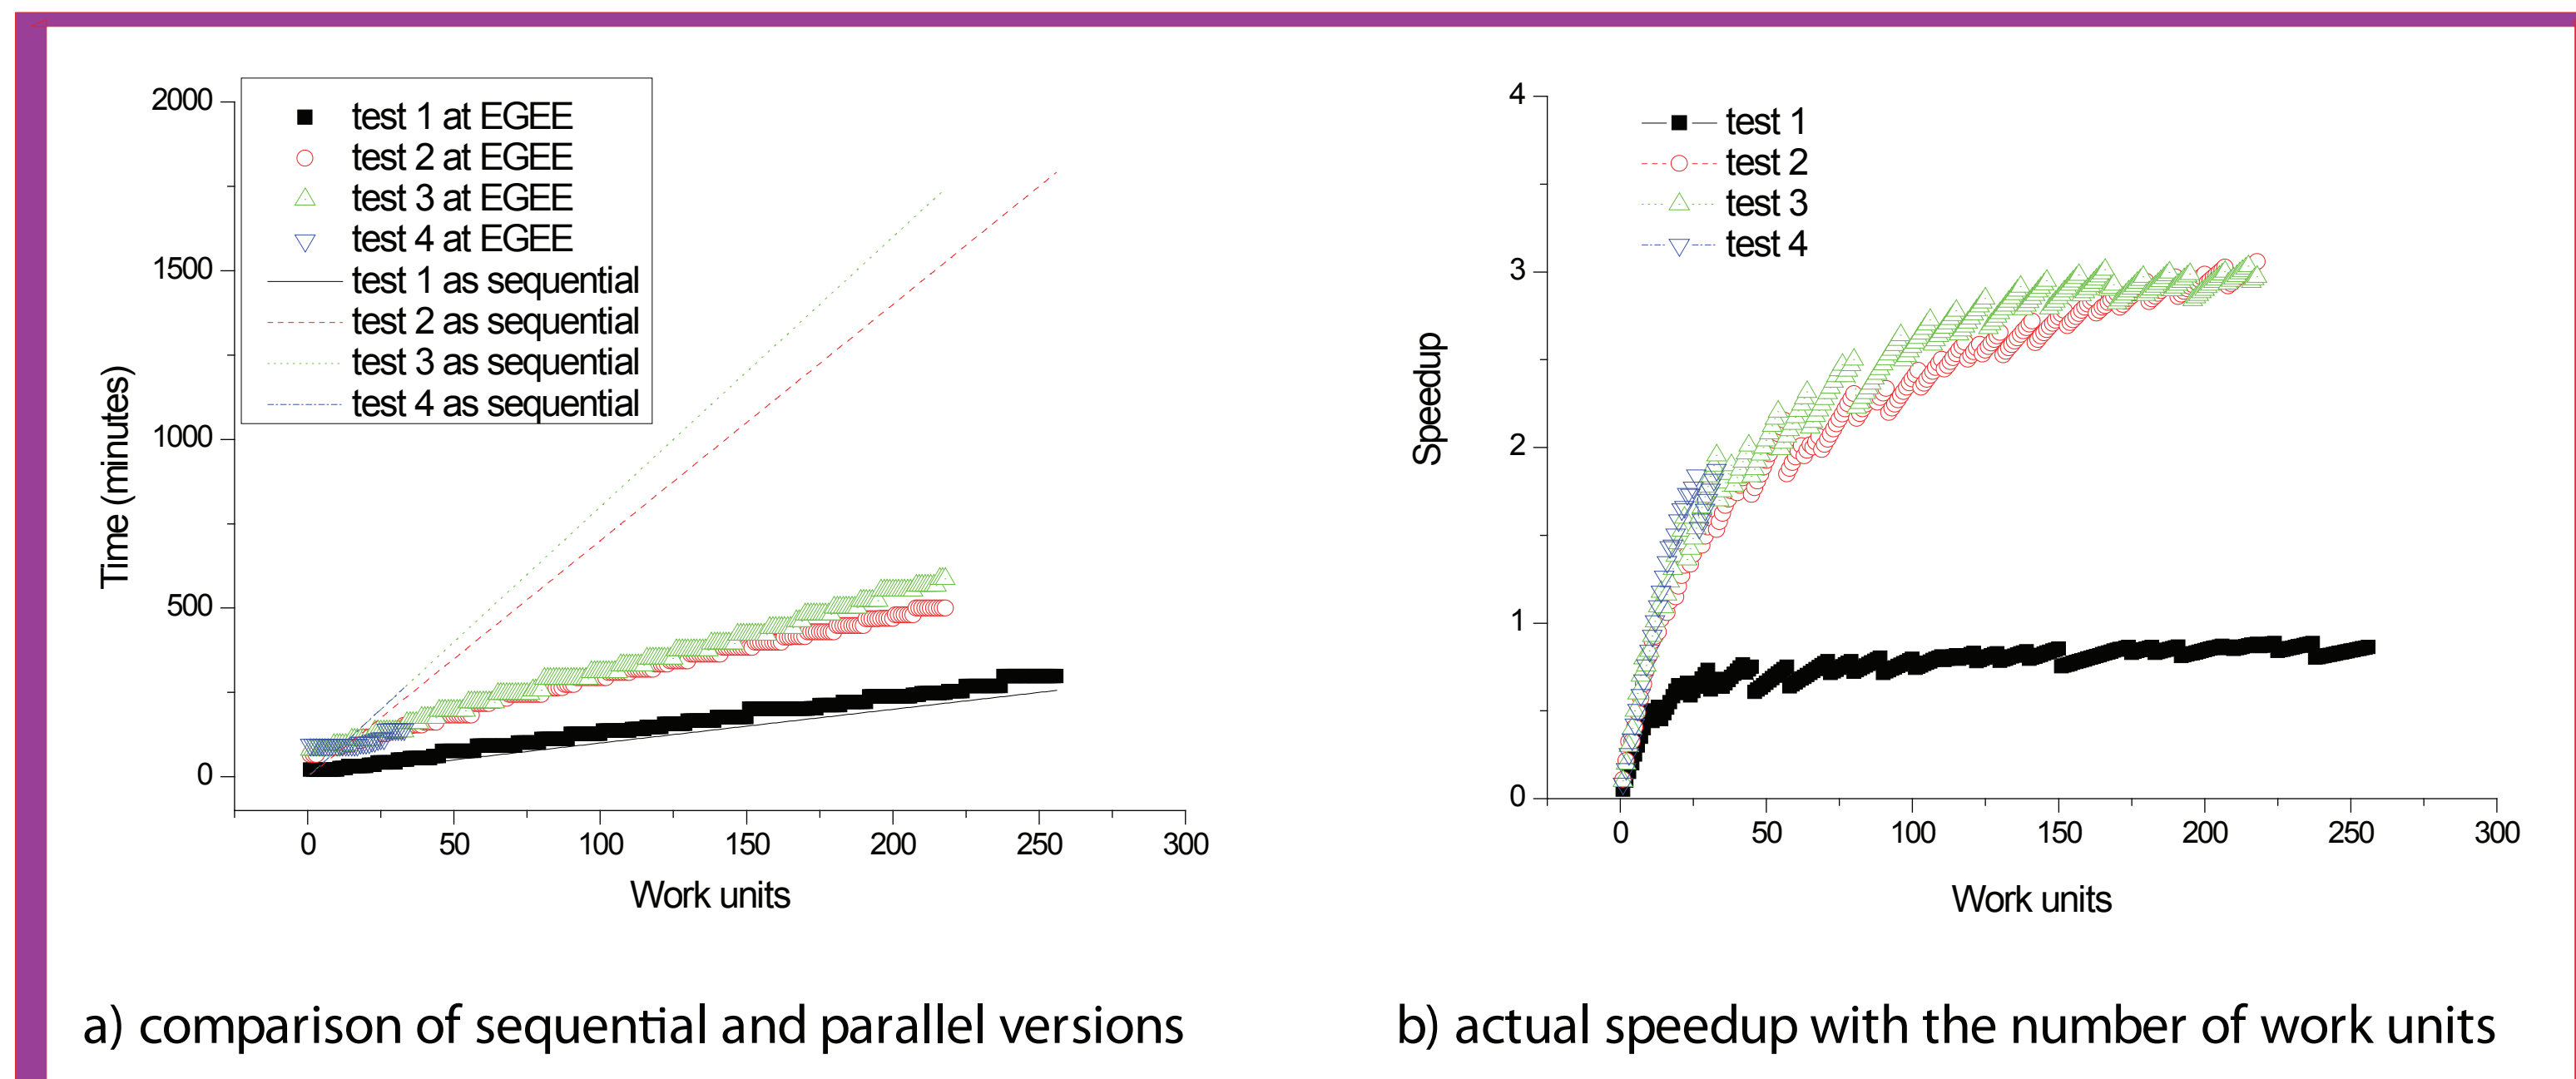 2000
1500
1000
500
0
Time (minutes)
test 1 at EGEE
test 2 at EGEE
test 3 at EGEE
test 4 at EGEE
test 1 as sequential
test 2 as sequential
test 3 as sequential
test 4 as sequential
0 50 100 150 200 250 300
Work units
a) comparison of sequential and parallel versions
4
3
2
1
0
Speedup
test 1
test 2
test 3
test 4
0 50 100 150 200 250 300
Work units
b) actual speedup with the number of work units